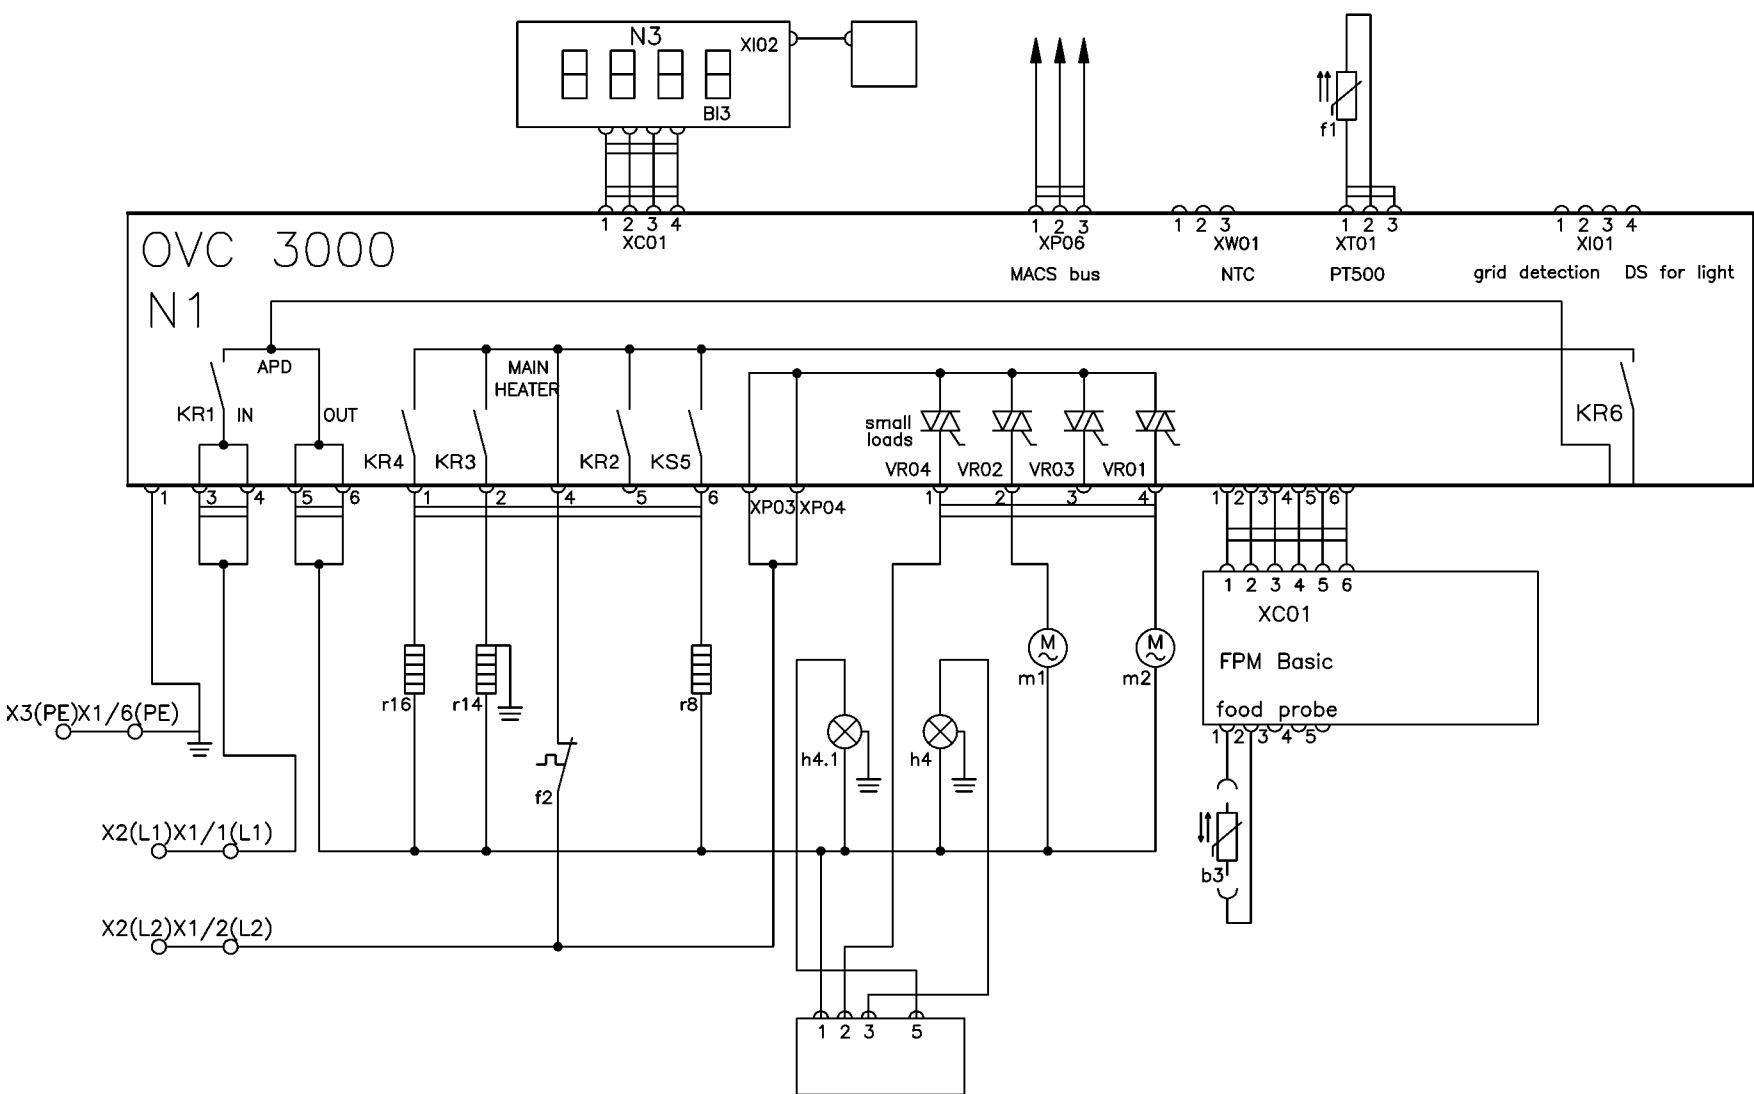 N3
XI02
BI3
f1
1 2 3 4
XC01
1 2 3
XP06
MACS bus
1 2 3
XW01
NTC
1 2 3
XT01
PT500
1 2 3 4
XI01
grid detection DS for light
OVC 3000
N1
APD
MAIN
HEATER
KR1 IN
OUT
KR4
KR3
KR2
KS5
small
loads
VR04
VR02
VR03
VR01
KR6
1 3 4 5 6
1 2 4 5 6
XP03 XP04
1 2 3 4
1 2 3 4 5 6
1 2 3 4 5 6
XC01
FPM Basic
food probe
1 2 3 4 5
r16
r14
r8
m1
M
m2
M
X3(PE)X1/6(PE)
h4.1
h4
f2
b3
X2(L1)X1/1(L1)
X2(L2)X1/2(L2)
1 2 3 5